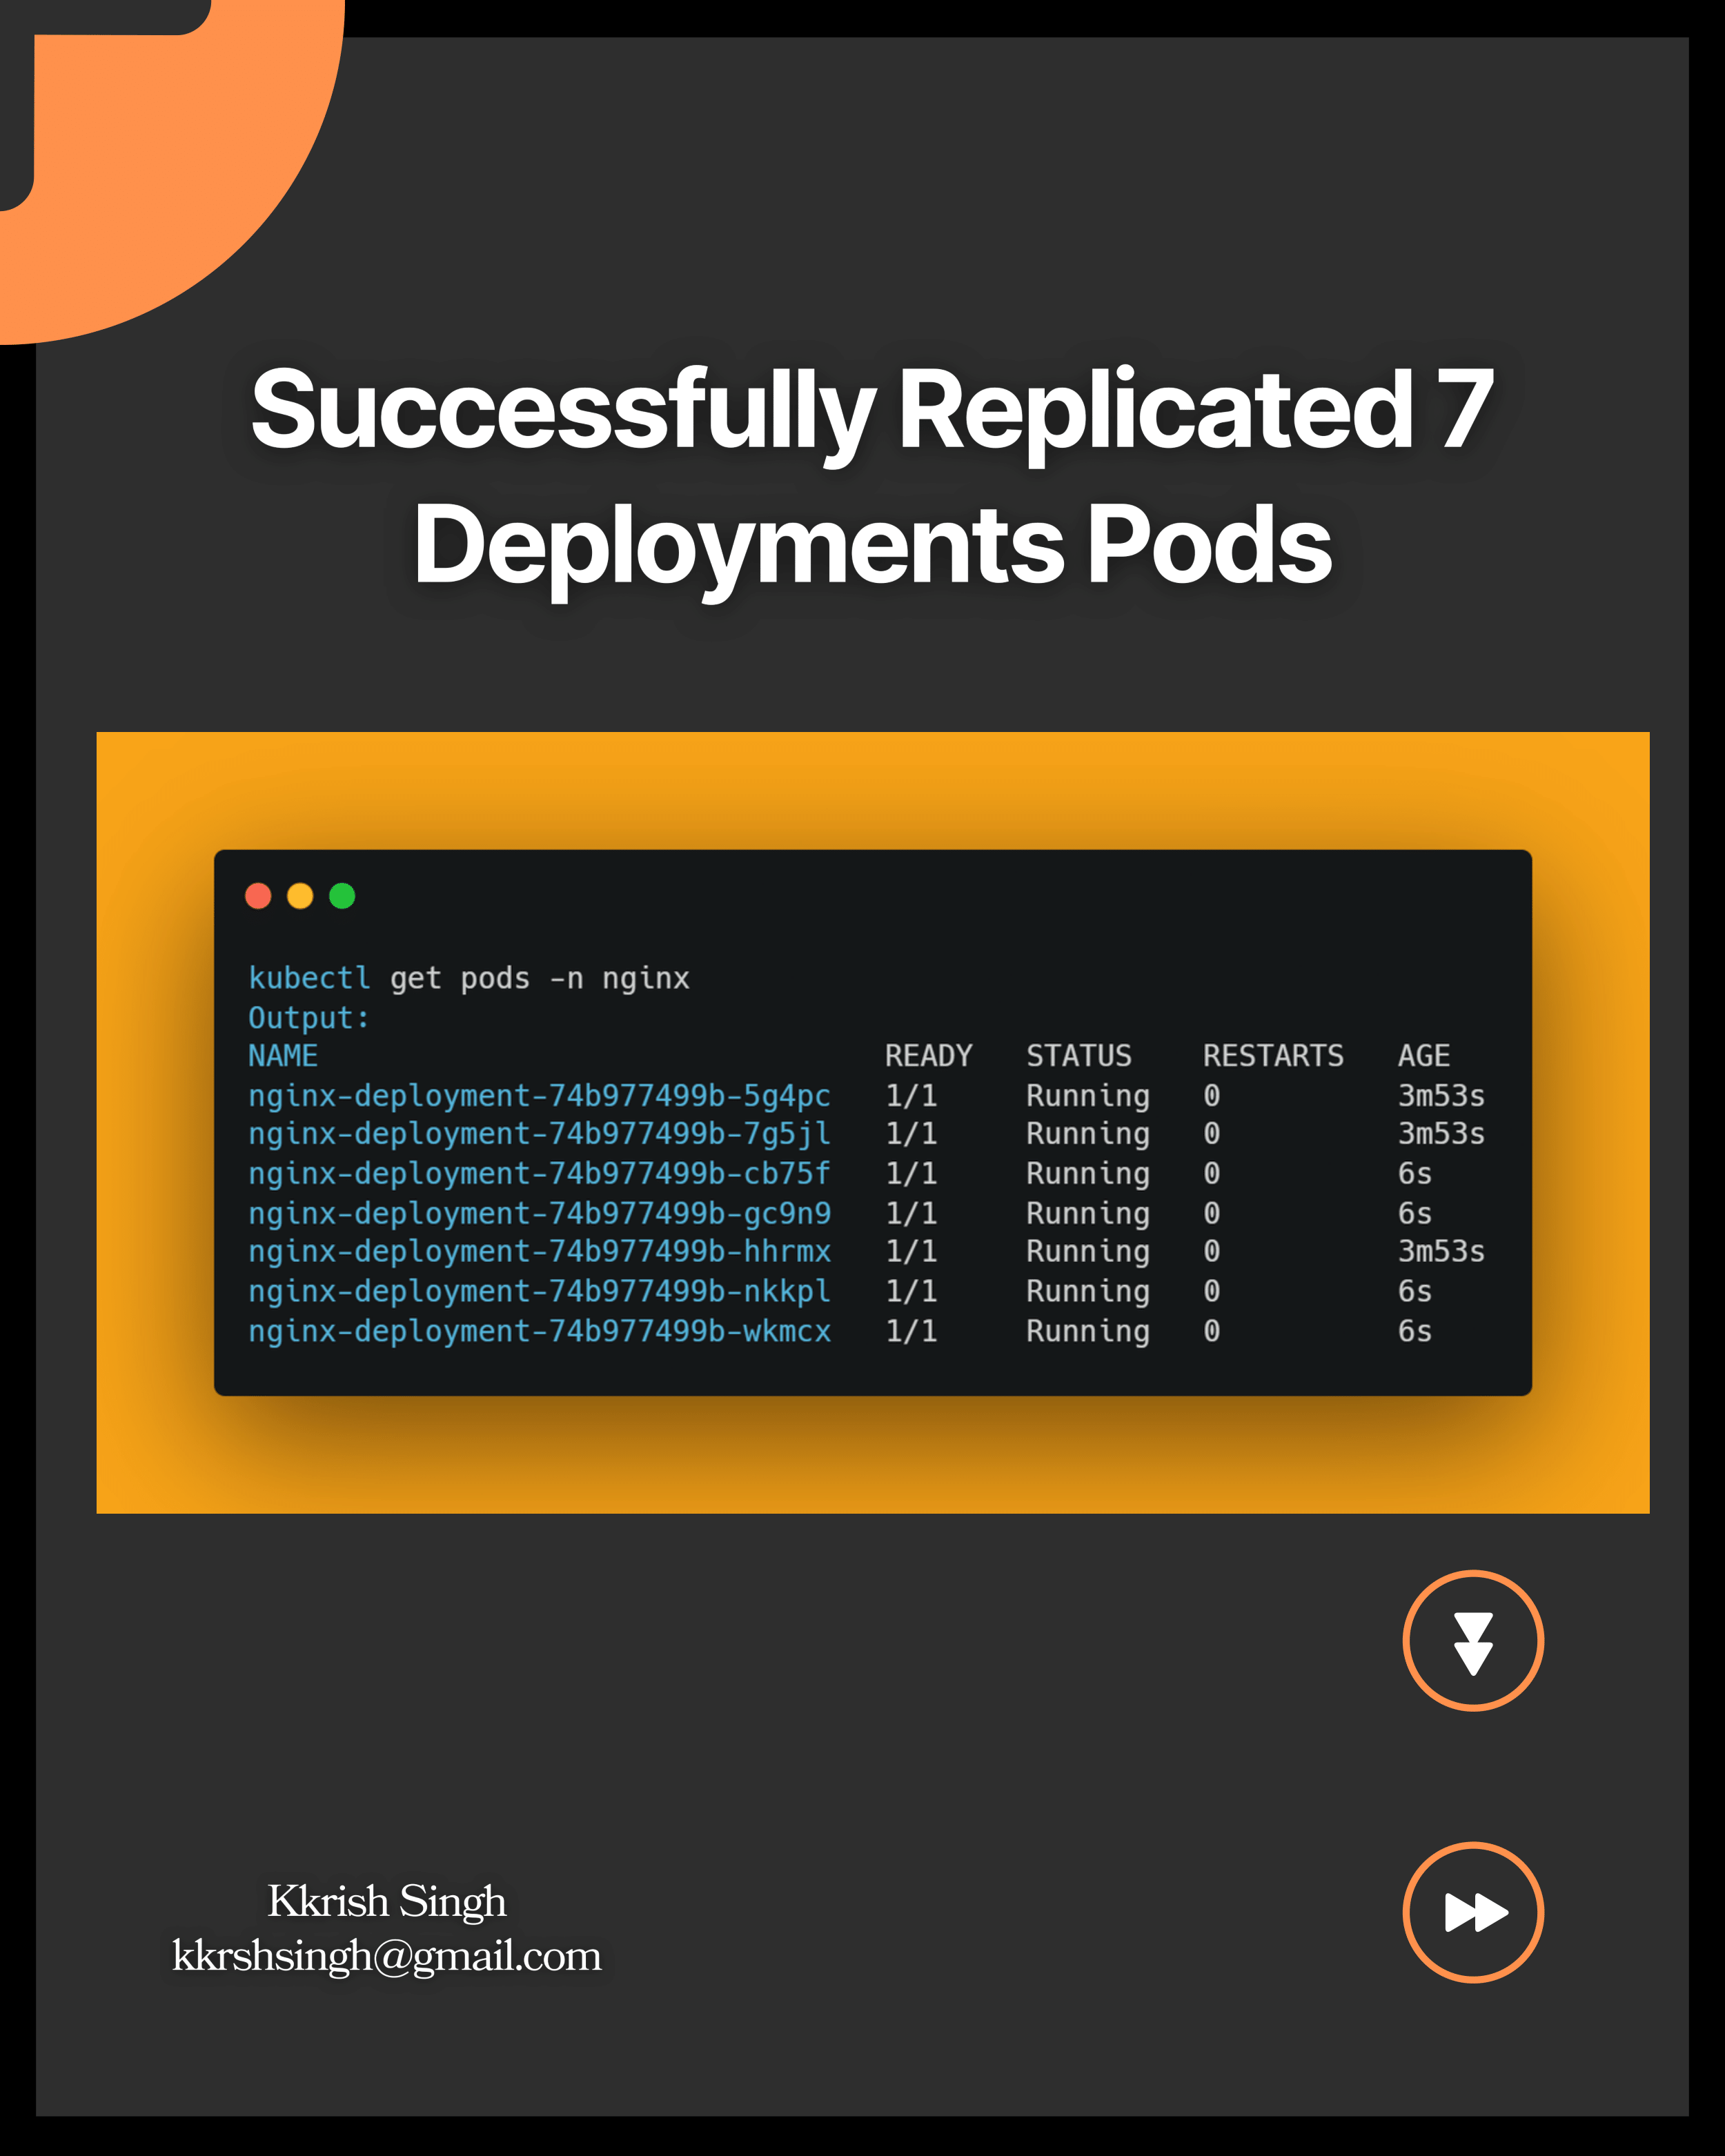 Successfully Replicated 7
Deployments Pods
kubectl get pods -n nginx
Output:
NAME READY STATUS RESTARTS AGE
nginx-deployment-74b977499b-5g4pc 1/1 Running 0 3m53s
nginx-deployment-74b977499b-7g5jl 1/1 Running 0 3m53s
nginx-deployment-74b977499b-cb75f 1/1 Running 0 6s
nginx-deployment-74b977499b-gc9n9 1/1 Running 0 6s
nginx-deployment-74b977499b-hhrmx 1/1 Running 0 3m53s
nginx-deployment-74b977499b-nkkpl 1/1 Running 0 6s
nginx-deployment-74b977499b-wkmcx 1/1 Running 0 6s
Kkrish Singh
kkrshsingh@gmail.com